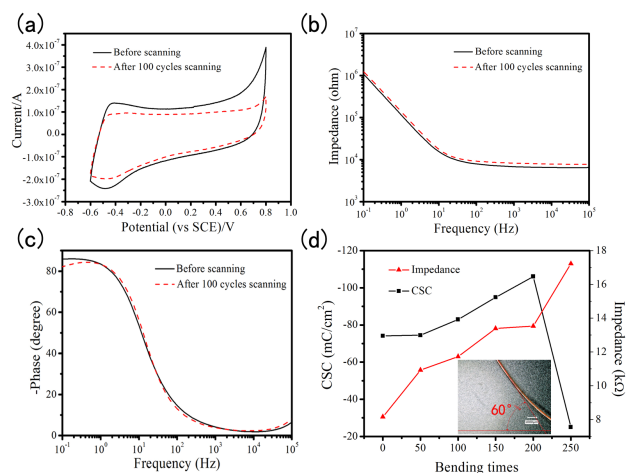 (a)
4.0x10⁻⁷
3.0x10⁻⁷
2.0x10⁻⁷
1.0x10⁻⁷
0.0
-1.0x10⁻⁷
-2.0x10⁻⁷
-3.0x10⁻⁷
Current/A
Before scanning
After 100 cycles scanning
-0.8 -0.6 -0.4 -0.2 0.0 0.2 0.4 0.6 0.8 1.0
Potential (vs SCE)/V
(b)
10⁷
10⁶
10⁵
10⁴
10³
Impedance (ohm)
Before scanning
After 100 cycles scanning
10⁻¹ 10⁰ 10¹ 10² 10³ 10⁴ 10⁵
Frequency (Hz)
(c)
80
60
40
20
0
-Phase (degree)
Before scanning
After 100 cycles scanning
10⁻¹ 10⁰ 10¹ 10² 10³ 10⁴ 10⁵
Frequency (Hz)
(d)
-120
-100
-80
-60
-40
-20
CSC (mC/cm²)
Impedance
CSC
60°
18
16
14
13
11
10
8
7
Impedance (kΩ)
0 50 100 150 200 250
Bending times